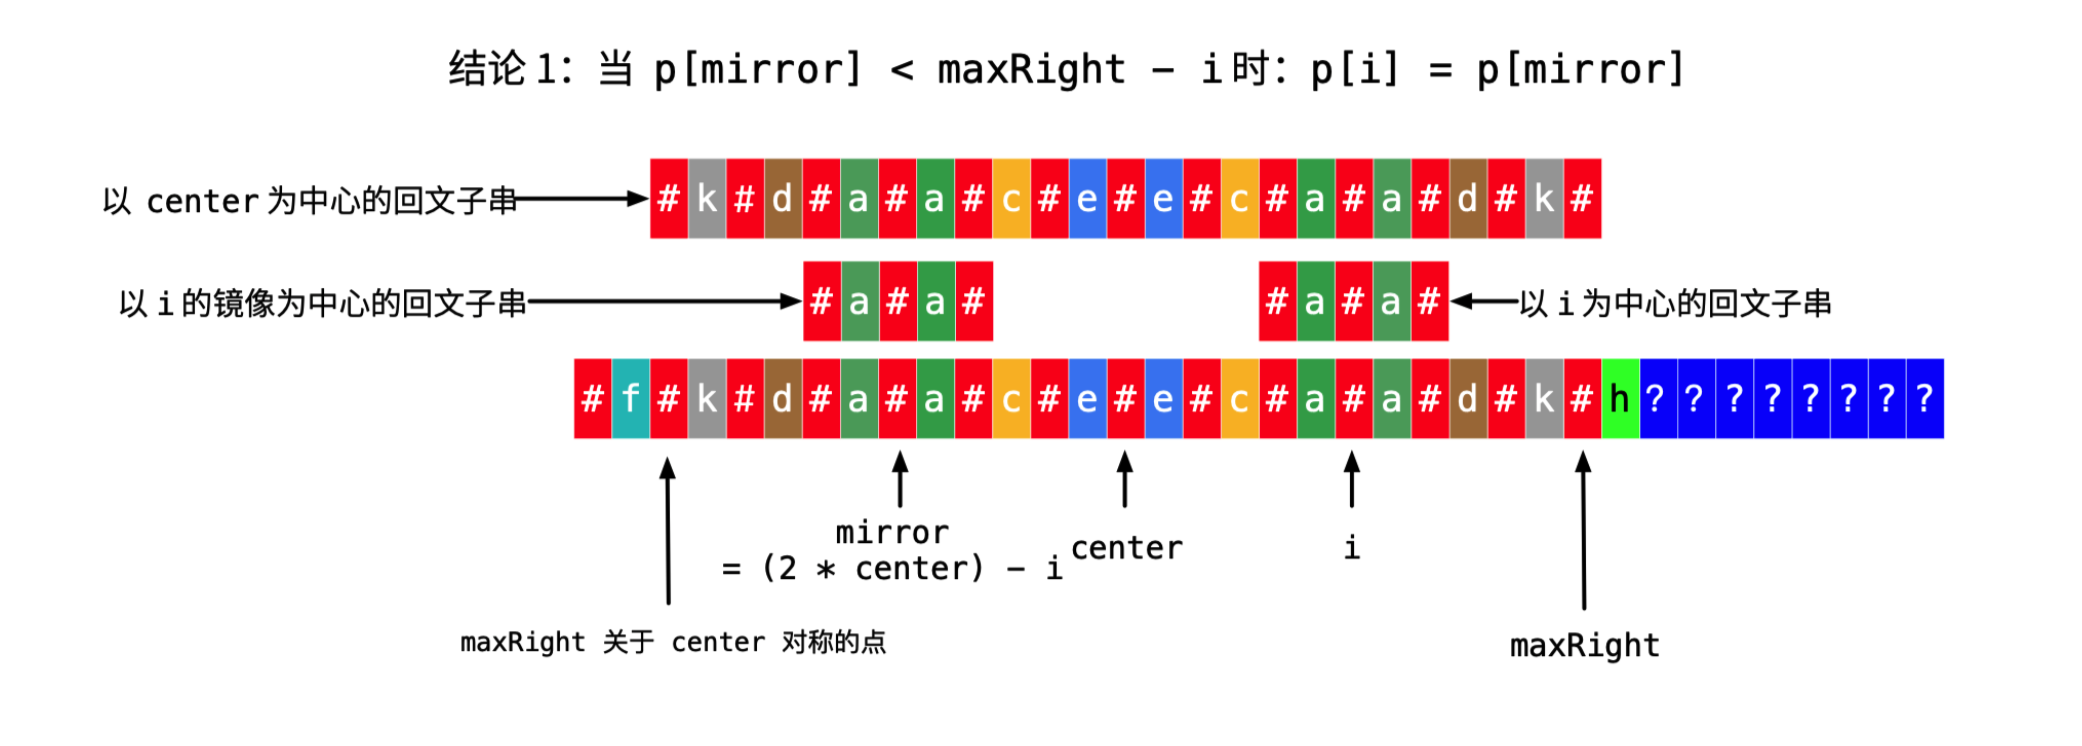 结论 1：当 p[mirror] < maxRight - i 时：p[i] = p[mirror]
以 center 为中心的回文子串
#k#d#a#a#c#e#e#c#a#a#d#k#
以 i 的镜像为中心的回文子串
#a#a#
#a#a#
以 i 为中心的回文子串
#f#k#d#a#a#c#e#e#c#a#a#d#k#h????????
mirror
= (2 * center) - i
center
i
maxRight 关于 center 对称的点
maxRight